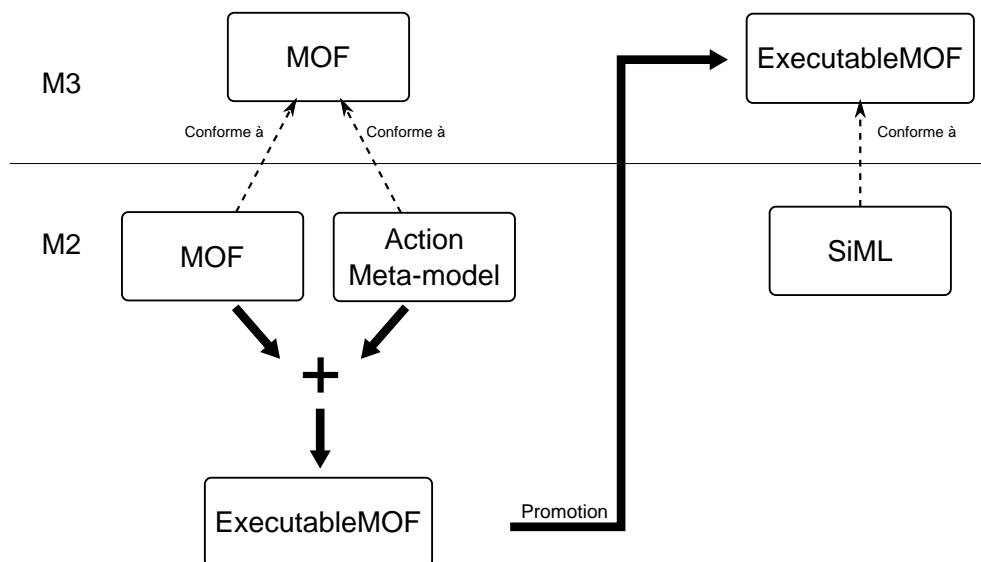 MOF
ExecutableMOF
M3
Conforme à
Conforme à
Conforme à
M2
MOF
Action
Meta-model
SiML
+
ExecutableMOF
Promotion